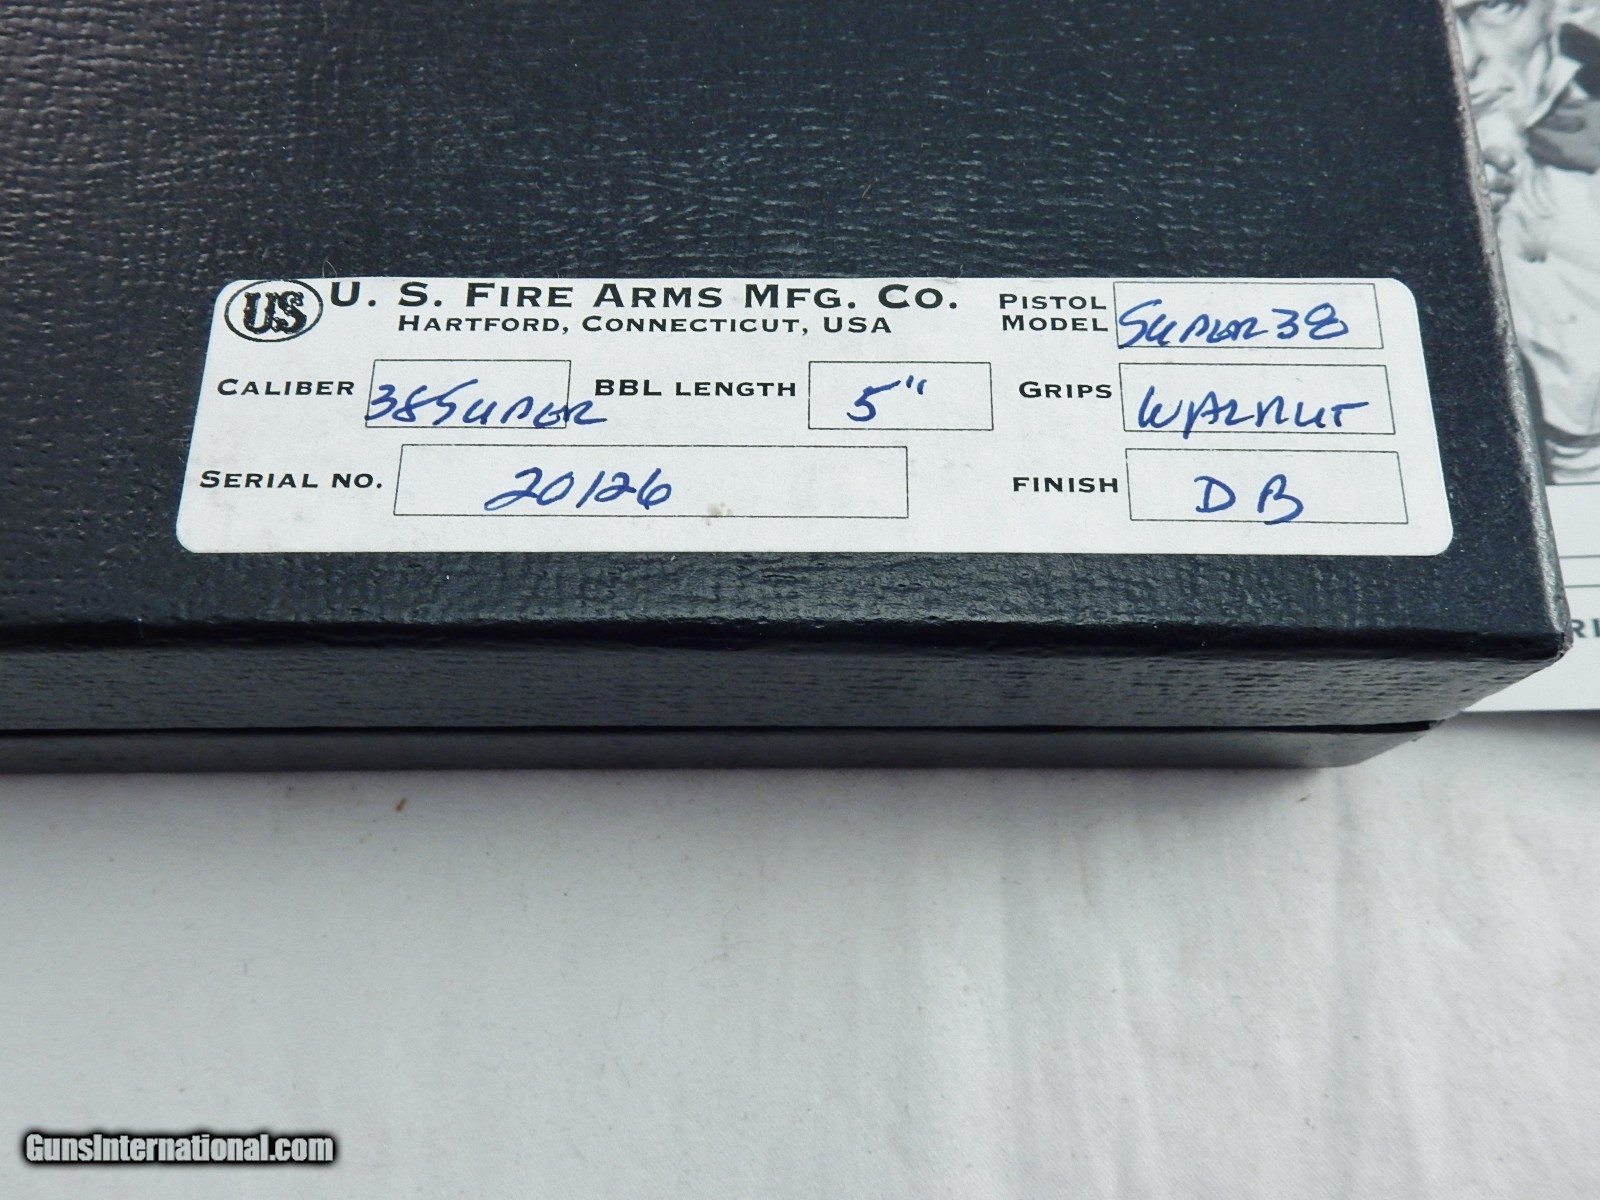 US U. S. FIRE ARMS MFG. CO.
HARTFORD, CONNECTICUT, USA
PISTOL MODEL SUPER 38
CALIBER 38 SUPER BBL LENGTH 5" GRIPS WALNUT
SERIAL NO. 20126 FINISH DB
RI
GunsInternational.com